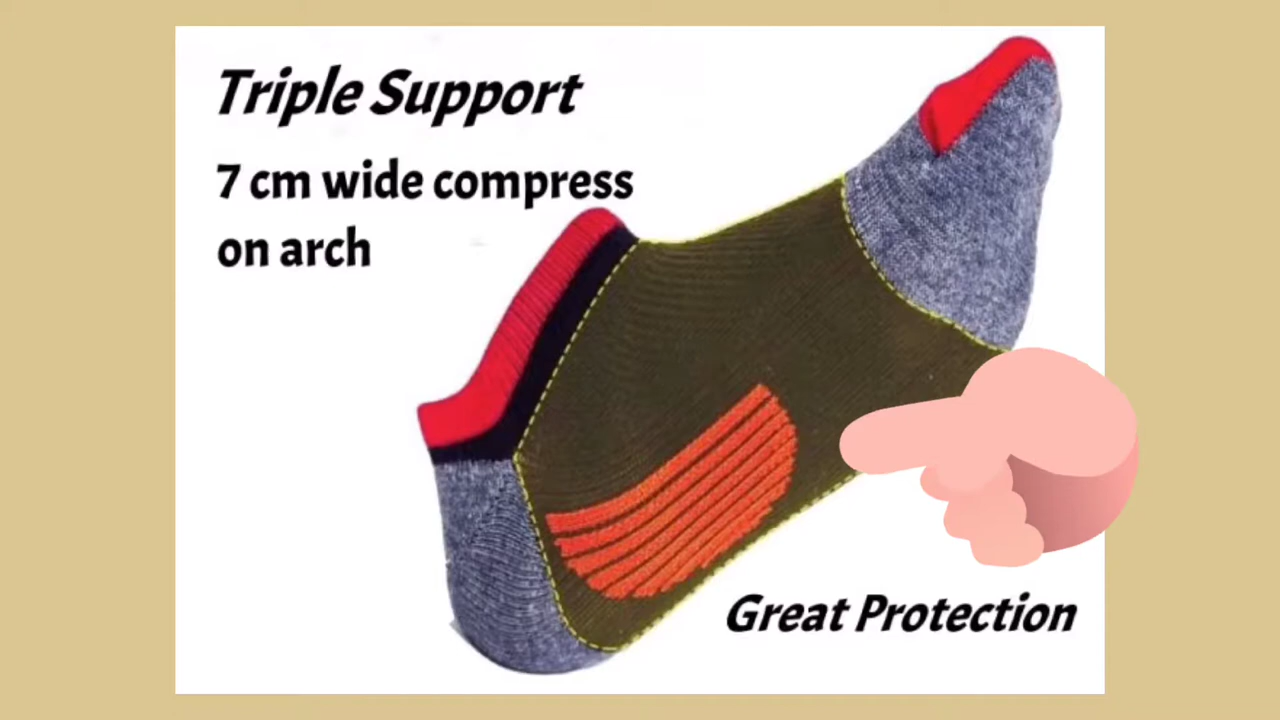 Triple Support
7 cm wide compress
on arch
Great Protection